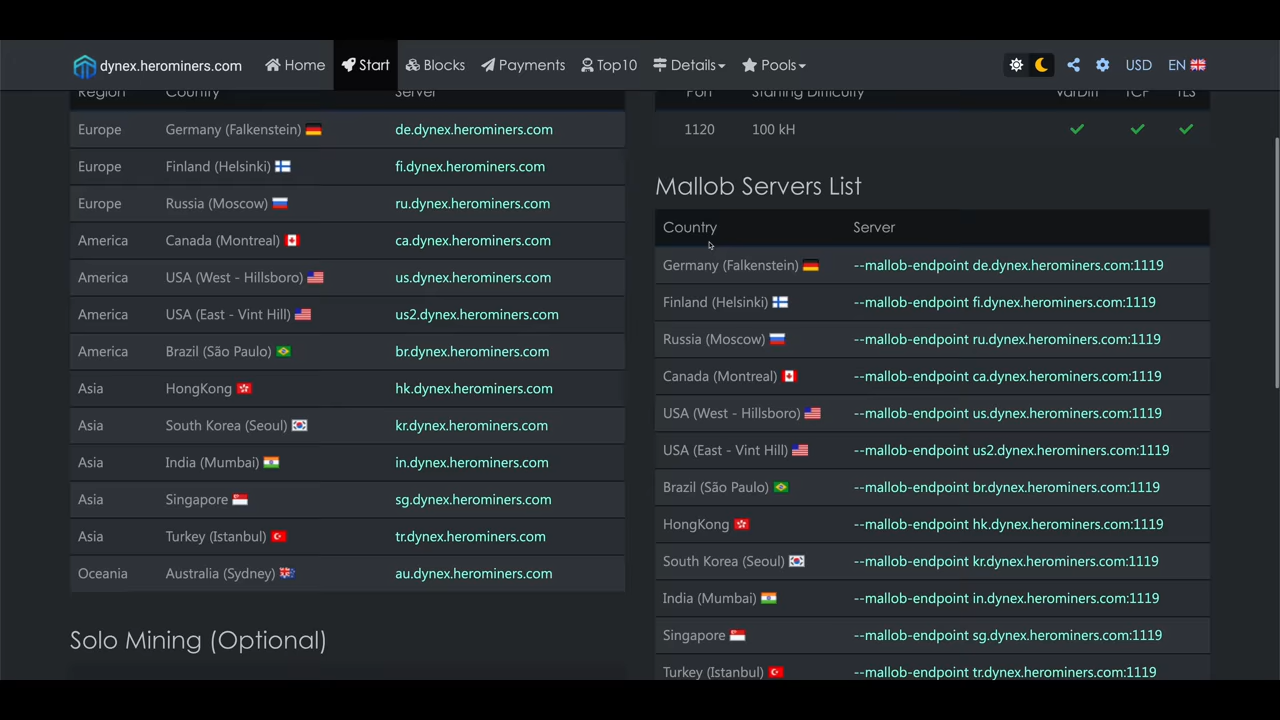 dynex.herominers.com Home Start Blocks Payments Top10 Details Pools USD EN
Region Country Server
Europe Germany (Falkenstein) de.dynex.herominers.com
Europe Finland (Helsinki) fi.dynex.herominers.com
Europe Russia (Moscow) ru.dynex.herominers.com
America Canada (Montreal) ca.dynex.herominers.com
America USA (West - Hillsboro) us.dynex.herominers.com
America USA (East - Vint Hill) us2.dynex.herominers.com
America Brazil (São Paulo) br.dynex.herominers.com
Asia HongKong hk.dynex.herominers.com
Asia South Korea (Seoul) kr.dynex.herominers.com
Asia India (Mumbai) in.dynex.herominers.com
Asia Singapore sg.dynex.herominers.com
Asia Turkey (Istanbul) tr.dynex.herominers.com
Oceania Australia (Sydney) au.dynex.herominers.com
Solo Mining (Optional)
Port Starting Difficulty VarDiff TCP TLS
1120 100 kH
Mallob Servers List
Country Server
Germany (Falkenstein) --mallob-endpoint de.dynex.herominers.com:1119
Finland (Helsinki) --mallob-endpoint fi.dynex.herominers.com:1119
Russia (Moscow) --mallob-endpoint ru.dynex.herominers.com:1119
Canada (Montreal) --mallob-endpoint ca.dynex.herominers.com:1119
USA (West - Hillsboro) --mallob-endpoint us.dynex.herominers.com:1119
USA (East - Vint Hill) --mallob-endpoint us2.dynex.herominers.com:1119
Brazil (São Paulo) --mallob-endpoint br.dynex.herominers.com:1119
HongKong --mallob-endpoint hk.dynex.herominers.com:1119
South Korea (Seoul) --mallob-endpoint kr.dynex.herominers.com:1119
India (Mumbai) --mallob-endpoint in.dynex.herominers.com:1119
Singapore --mallob-endpoint sg.dynex.herominers.com:1119
Turkey (Istanbul) --mallob-endpoint tr.dynex.herominers.com:1119